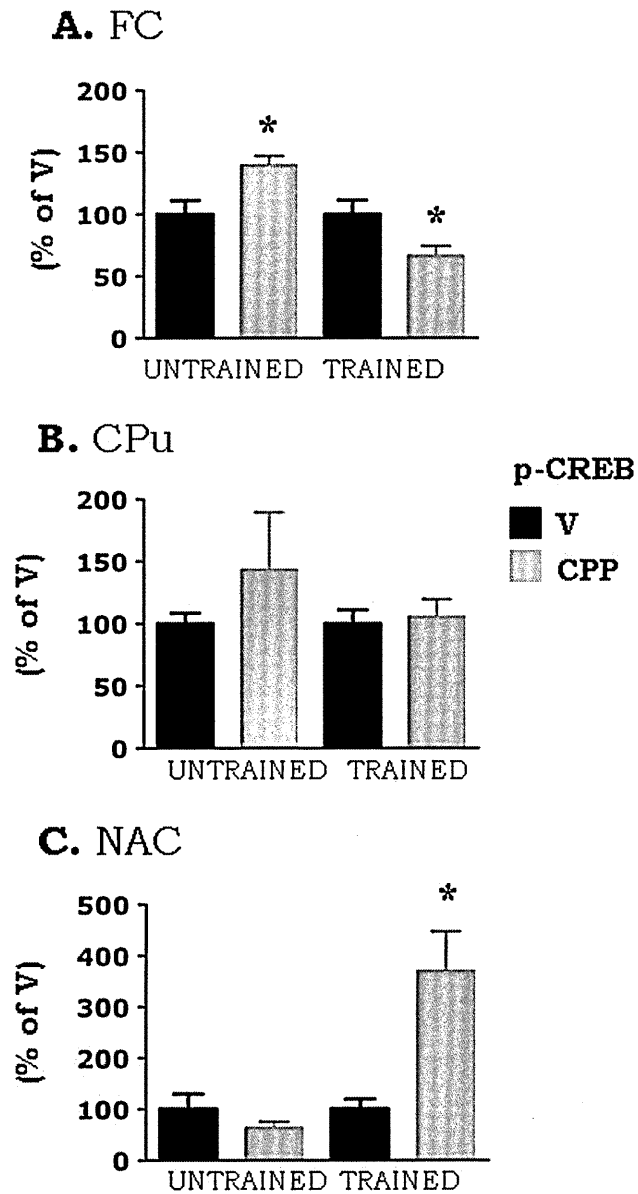 A. FC
200
150
100
50
0
(% of V)
*
*
UNTRAINED TRAINED
B. CPu
200
150
100
50
0
(% of V)
UNTRAINED TRAINED
p-CREB
V
CPP
C. NAC
500
400
300
200
100
0
(% of V)
*
UNTRAINED TRAINED